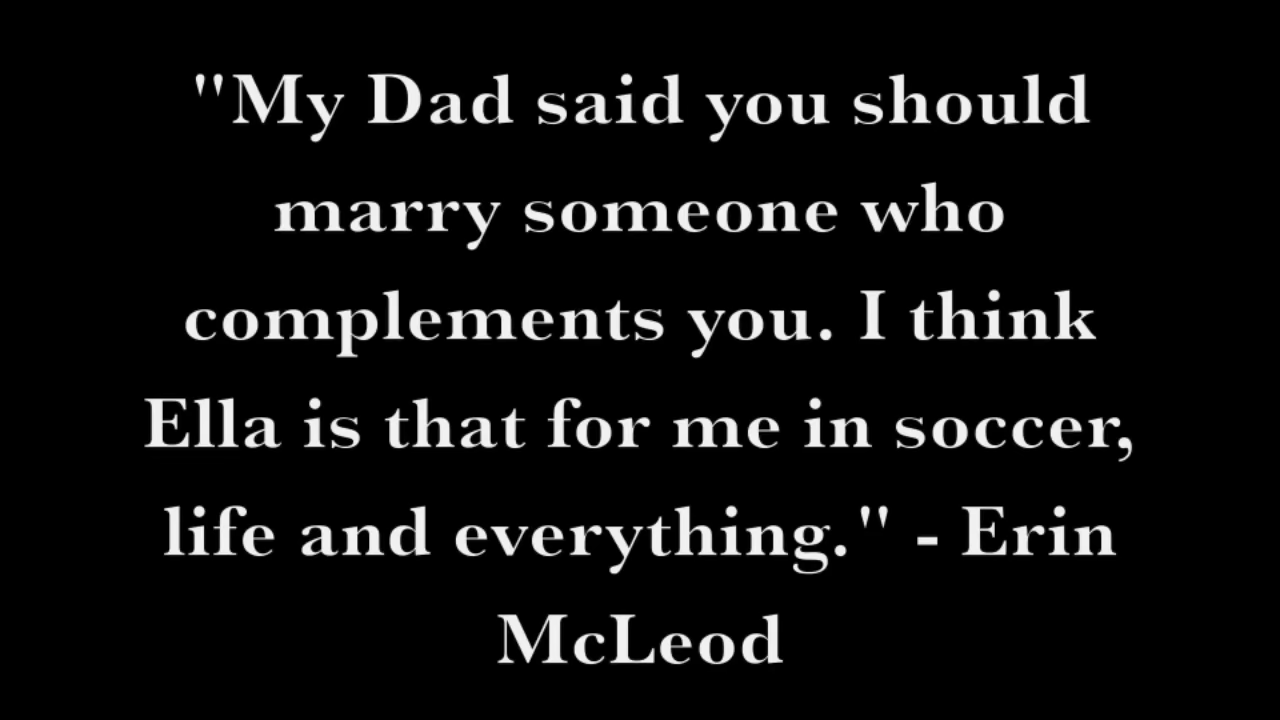 "My Dad said you should
marry someone who
complements you. I think
Ella is that for me in soccer,
life and everything." - Erin
McLeod